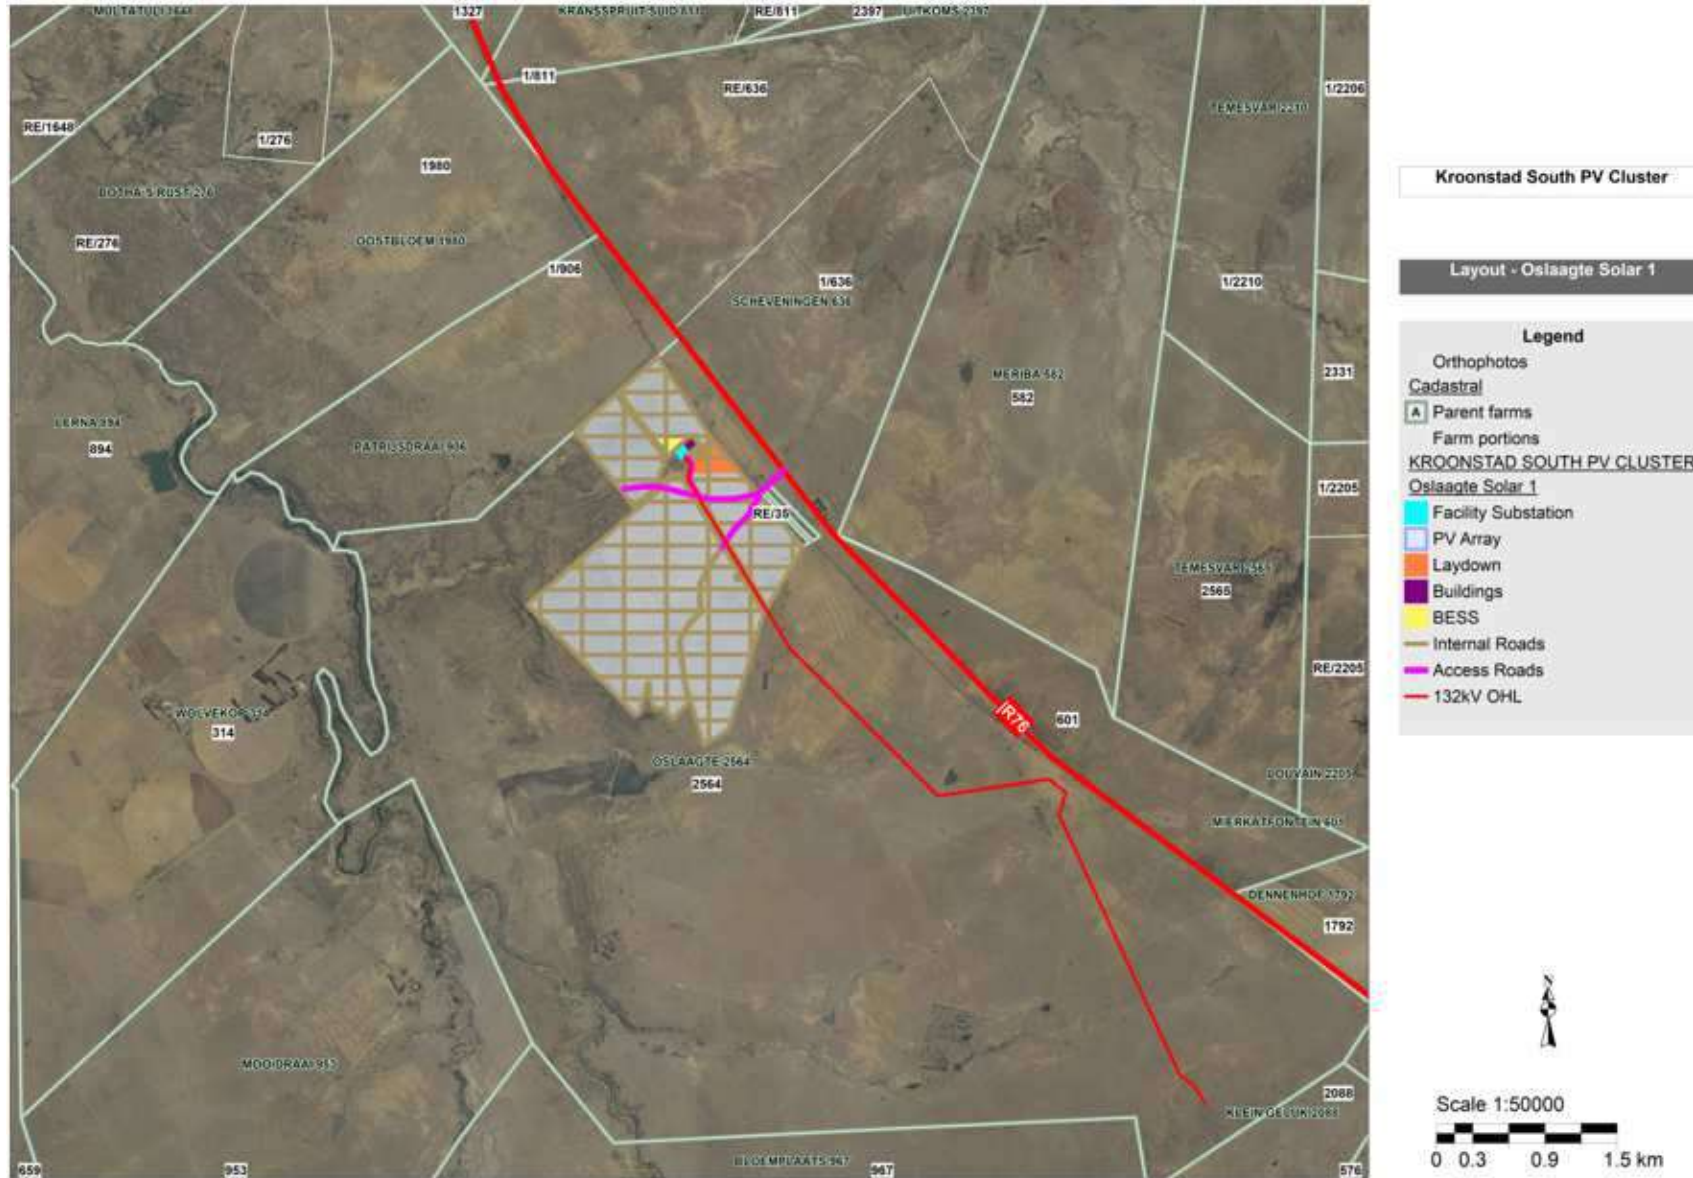 MULTATULI 1648
1327
KRANSSPRUIT SUID 811
RE/811
2397
UITKOMS 2397
1/811
RE/636
1/2206
TEMESVAR 2210
RE/1648
1/276
1980
BOTHA'S RUST 276
RE/276
OOSTBLOEM 1980
1/906
1/636
SCHEVENINGEN 636
1/2210
2331
MERIBA 582
582
LERNA 894
894
PATRIJSDRAAI 906
1/2205
RE/36
TEMESVAR 2565
2565
RE/2205
WOLVEKOP 314
314
R76
601
OSLAAGTE 2564
2564
LOUVAIN 2205
MIERKATFONTEIN 601
DENNENHOF 1792
1792
MOOIDRAAI 953
2088
KLEIN GELUK 2088
BLOEMPLAATS 967
659
953
967
576
Kroonstad South PV Cluster
Layout - Oslaagte Solar 1
Legend
Orthophotos
Cadastral
A Parent farms
Farm portions
KROONSTAD SOUTH PV CLUSTER
Oslaagte Solar 1
Facility Substation
PV Array
Laydown
Buildings
BESS
Internal Roads
Access Roads
132kV OHL
N
Scale 1:50000
0 0.3 0.9 1.5 km